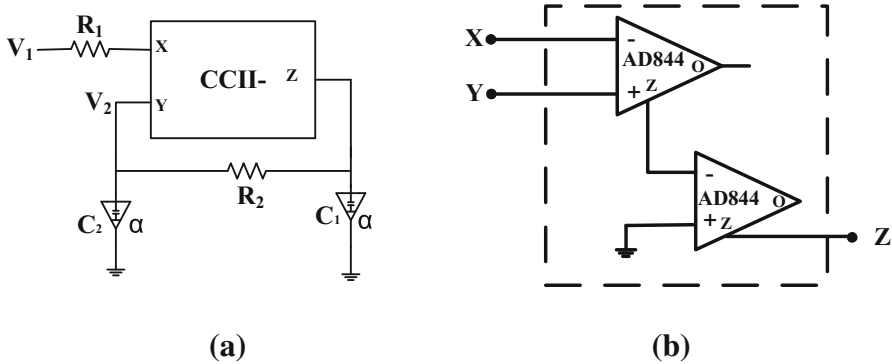 V1 R1 X CCII- Z
V2 Y
R2
C2 α C1 α
(a)
X - AD844 O
Y + Z
- AD844 O
+ Z
Z
(b)